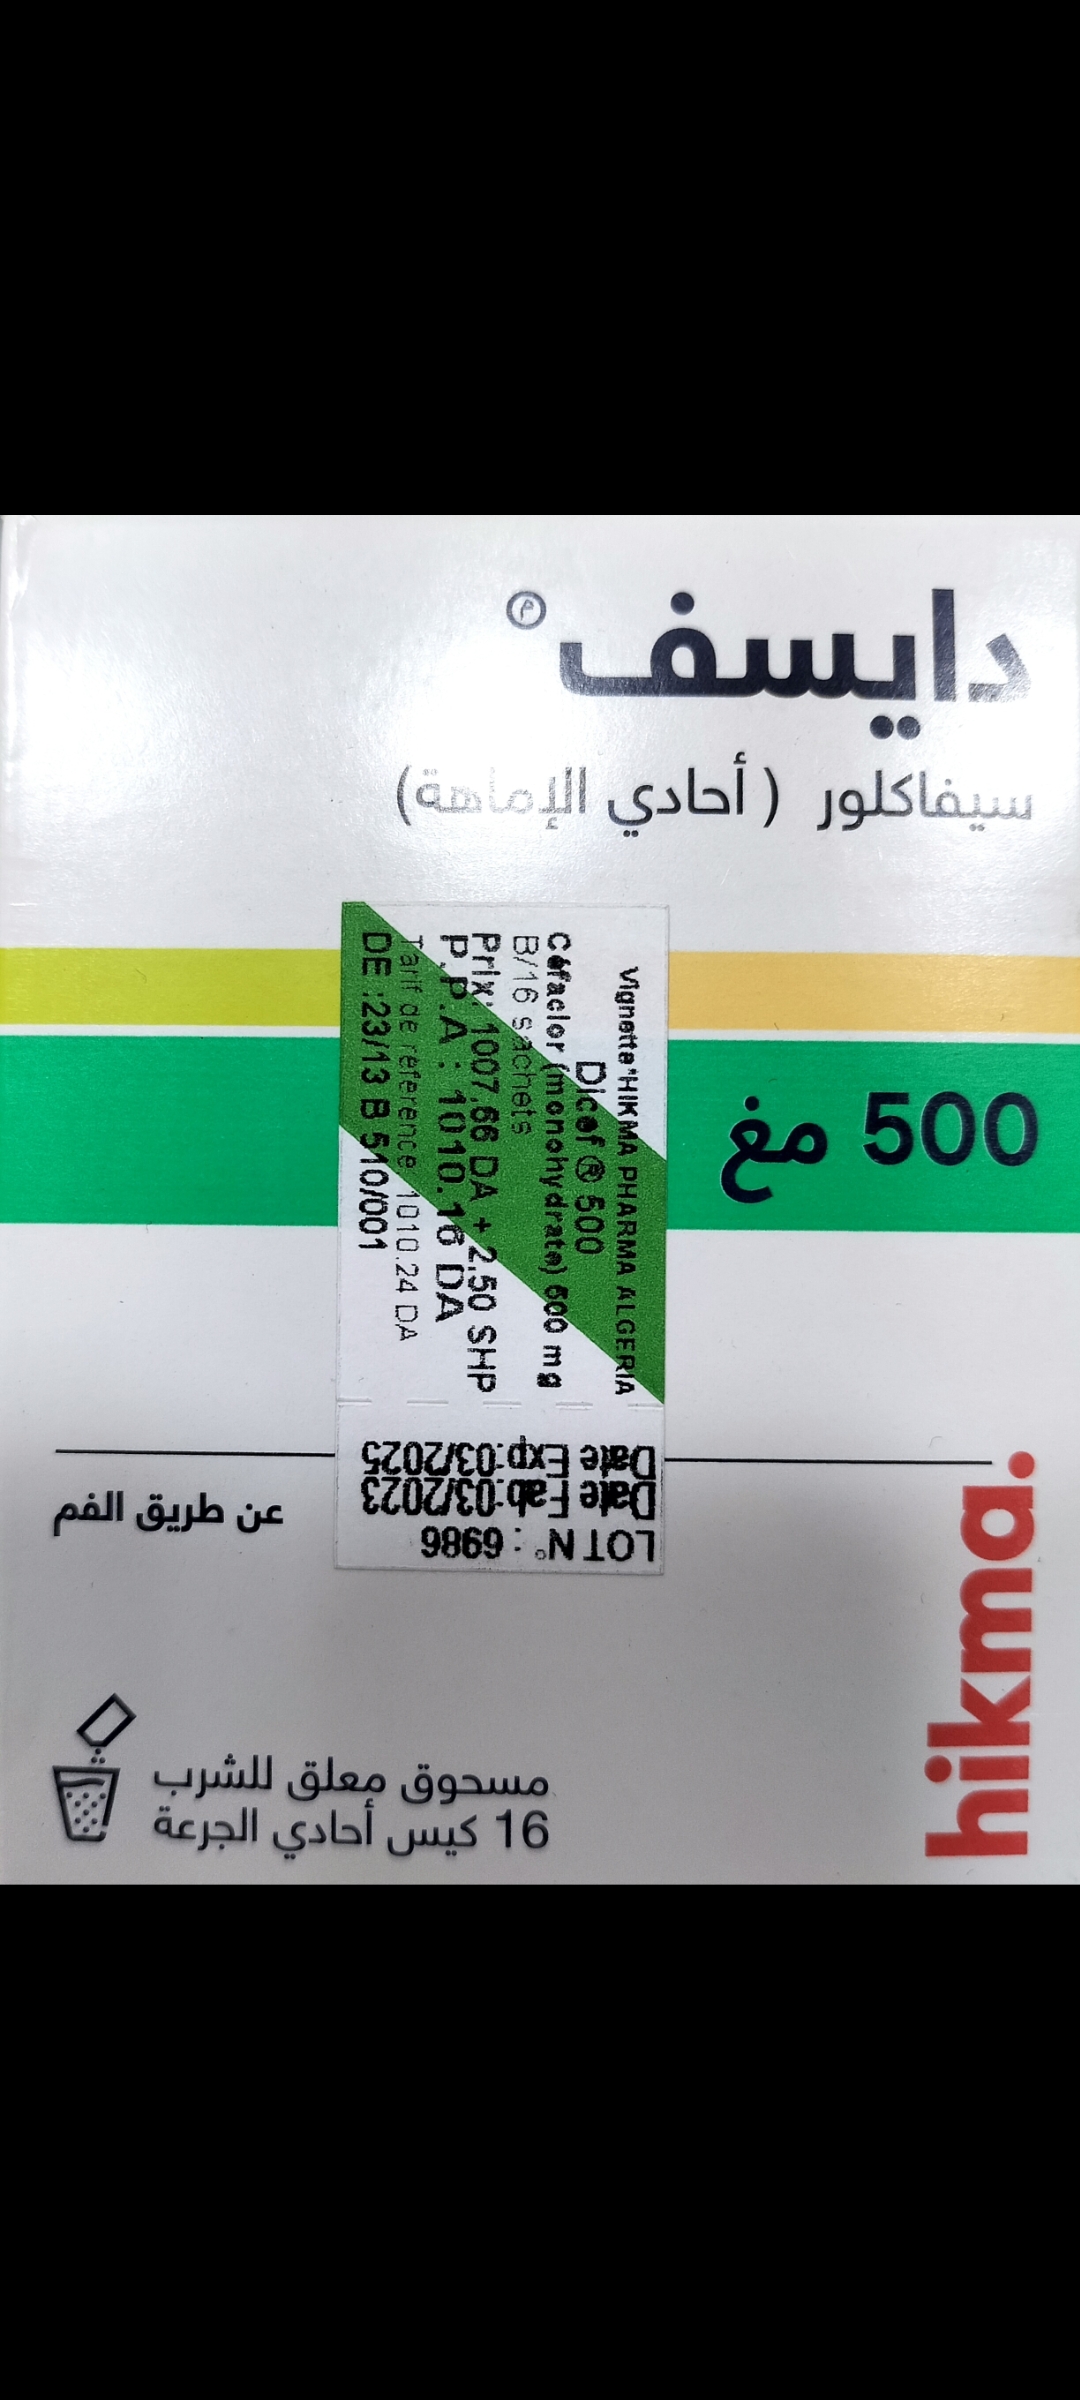 دايسف م
سيفاكلور ( أحادي الإماهة)
500 مغ
Vignette HIKMA PHARMA ALGERIA
Dicef ® 500
Céfaclor (monohydrate) 500 mg
B/16 sachets
Prix: 1007,66 DA + 2,50 SHP
P.P.A : 1010.16 DA
Tarif de référence 1010.24 DA
DE :23/13 B 510/001
LOT N° : 6986
Date Fab:03/2023
Date Exp:03/2025
عن طريق الفم
hikma.
مسحوق معلق للشرب
16 كيس أحادي الجرعة